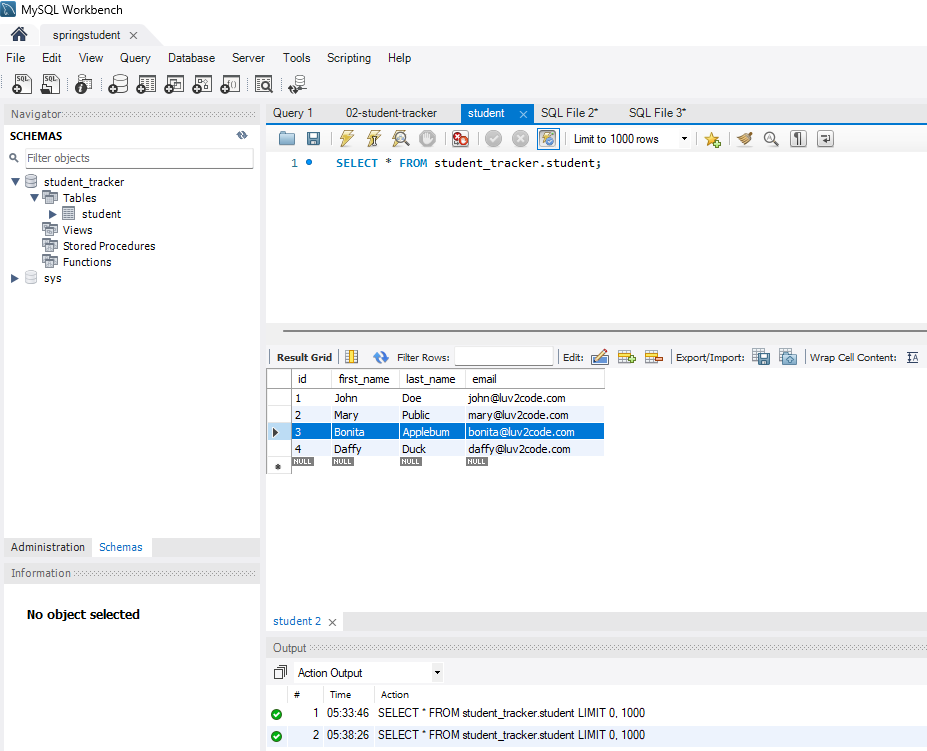 MySQL Workbench
springstudent
File Edit View Query Database Server Tools Scripting Help
Navigator
SCHEMAS
Filter objects
student_tracker
Tables
student
Views
Stored Procedures
Functions
sys
Administration Schemas
Information
No object selected
Query 1 02-student-tracker student SQL File 2* SQL File 3*
Limit to 1000 rows
1 SELECT * FROM student_tracker.student;
Result Grid Filter Rows: Edit: Export/Import: Wrap Cell Content:
id first_name last_name email
1 John Doe john@luv2code.com
2 Mary Public mary@luv2code.com
3 Bonita Applebum bonita@luv2code.com
4 Daffy Duck daffy@luv2code.com
NULL NULL NULL NULL
student 2
Output
Action Output
# Time Action
1 05:33:46 SELECT * FROM student_tracker.student LIMIT 0, 1000
2 05:38:26 SELECT * FROM student_tracker.student LIMIT 0, 1000